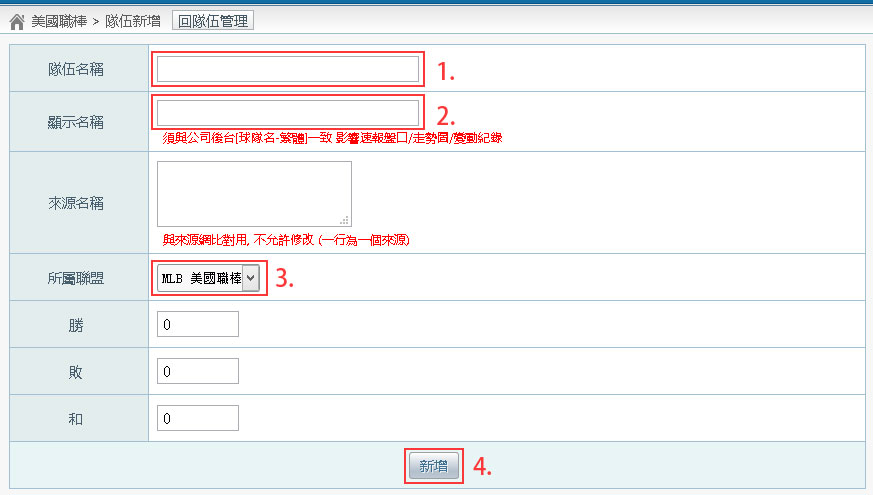 美國職棒 > 隊伍新增 回隊伍管理
隊伍名稱 1.
顯示名稱 2.
須與公司後台[球隊名-繁體]一致 影響速報盤口/走勢圖/變動紀錄
來源名稱
與來源網比對用, 不允許修改 (一行為一個來源)
所屬聯盟 MLB 美國職棒 3.
勝 0
敗 0
和 0
新增 4.